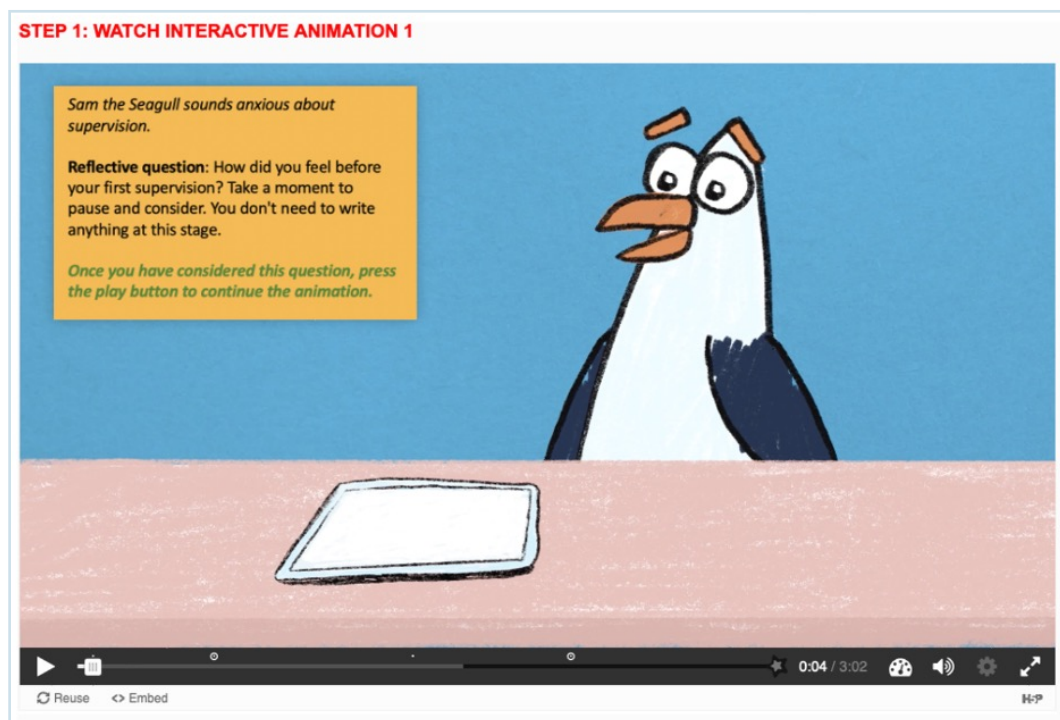 STEP 1: WATCH INTERACTIVE ANIMATION 1
Sam the Seagull sounds anxious about
supervision.
Reflective question: How did you feel before
your first supervision? Take a moment to
pause and consider. You don't need to write
anything at this stage.
Once you have considered this question, press
the play button to continue the animation.
0:04 / 3:02
Reuse <> Embed
H5P